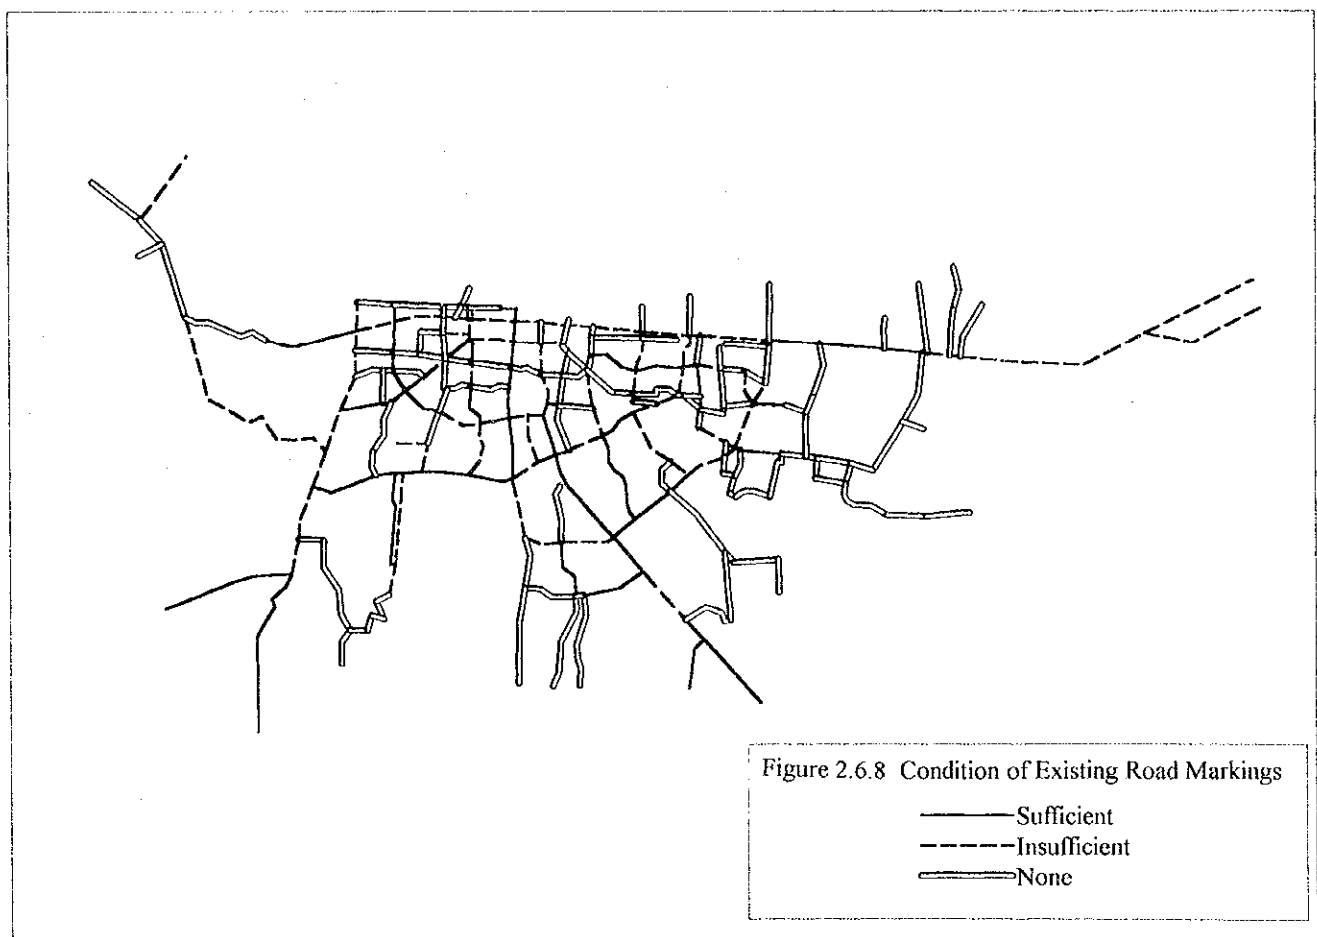 Figure 2.6.8 Condition of Existing Road Markings
Sufficient
Insufficient
None